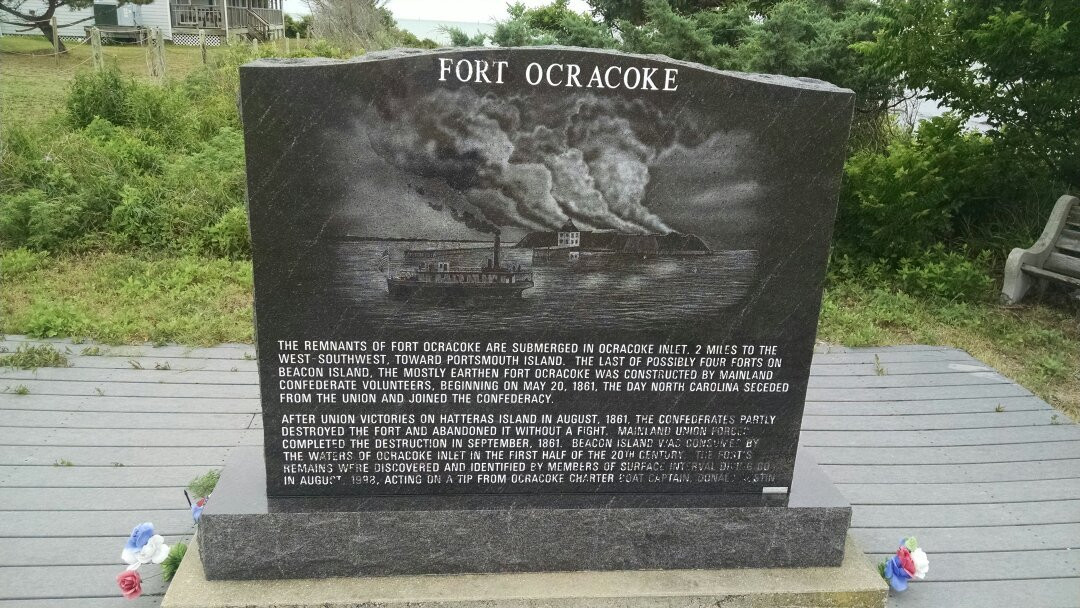 FORT OCRACOKE
THE REMNANTS OF FORT OCRACOKE ARE SUBMERGED IN OCRACOKE INLET, 2 MILES TO THE
WEST-SOUTHWEST, TOWARD PORTSMOUTH ISLAND. THE LAST OF POSSIBLY FOUR FORTS ON
BEACON ISLAND, THE MOSTLY EARTHEN FORT OCRACOKE WAS CONSTRUCTED BY MAINLAND
CONFEDERATE VOLUNTEERS, BEGINNING ON MAY 20, 1861, THE DAY NORTH CAROLINA SECEDED
FROM THE UNION AND JOINED THE CONFEDERACY.
AFTER UNION VICTORIES ON HATTERAS ISLAND IN AUGUST, 1861, THE CONFEDERATES PARTLY
DESTROYED THE FORT AND ABANDONED IT WITHOUT A FIGHT. MAINLAND UNION FORCES
COMPLETED THE DESTRUCTION IN SEPTEMBER, 1861. BEACON ISLAND WAS CONSUMED BY
THE WATERS OF OCRACOKE INLET IN THE FIRST HALF OF THE 20TH CENTURY. THE FORT'S
REMAINS WERE DISCOVERED AND IDENTIFIED BY MEMBERS OF SURFACE INTERVAL
IN AUGUST, 1998, ACTING ON A TIP FROM OCRACOKE CHARTER BOAT CAPTAIN, DONALD